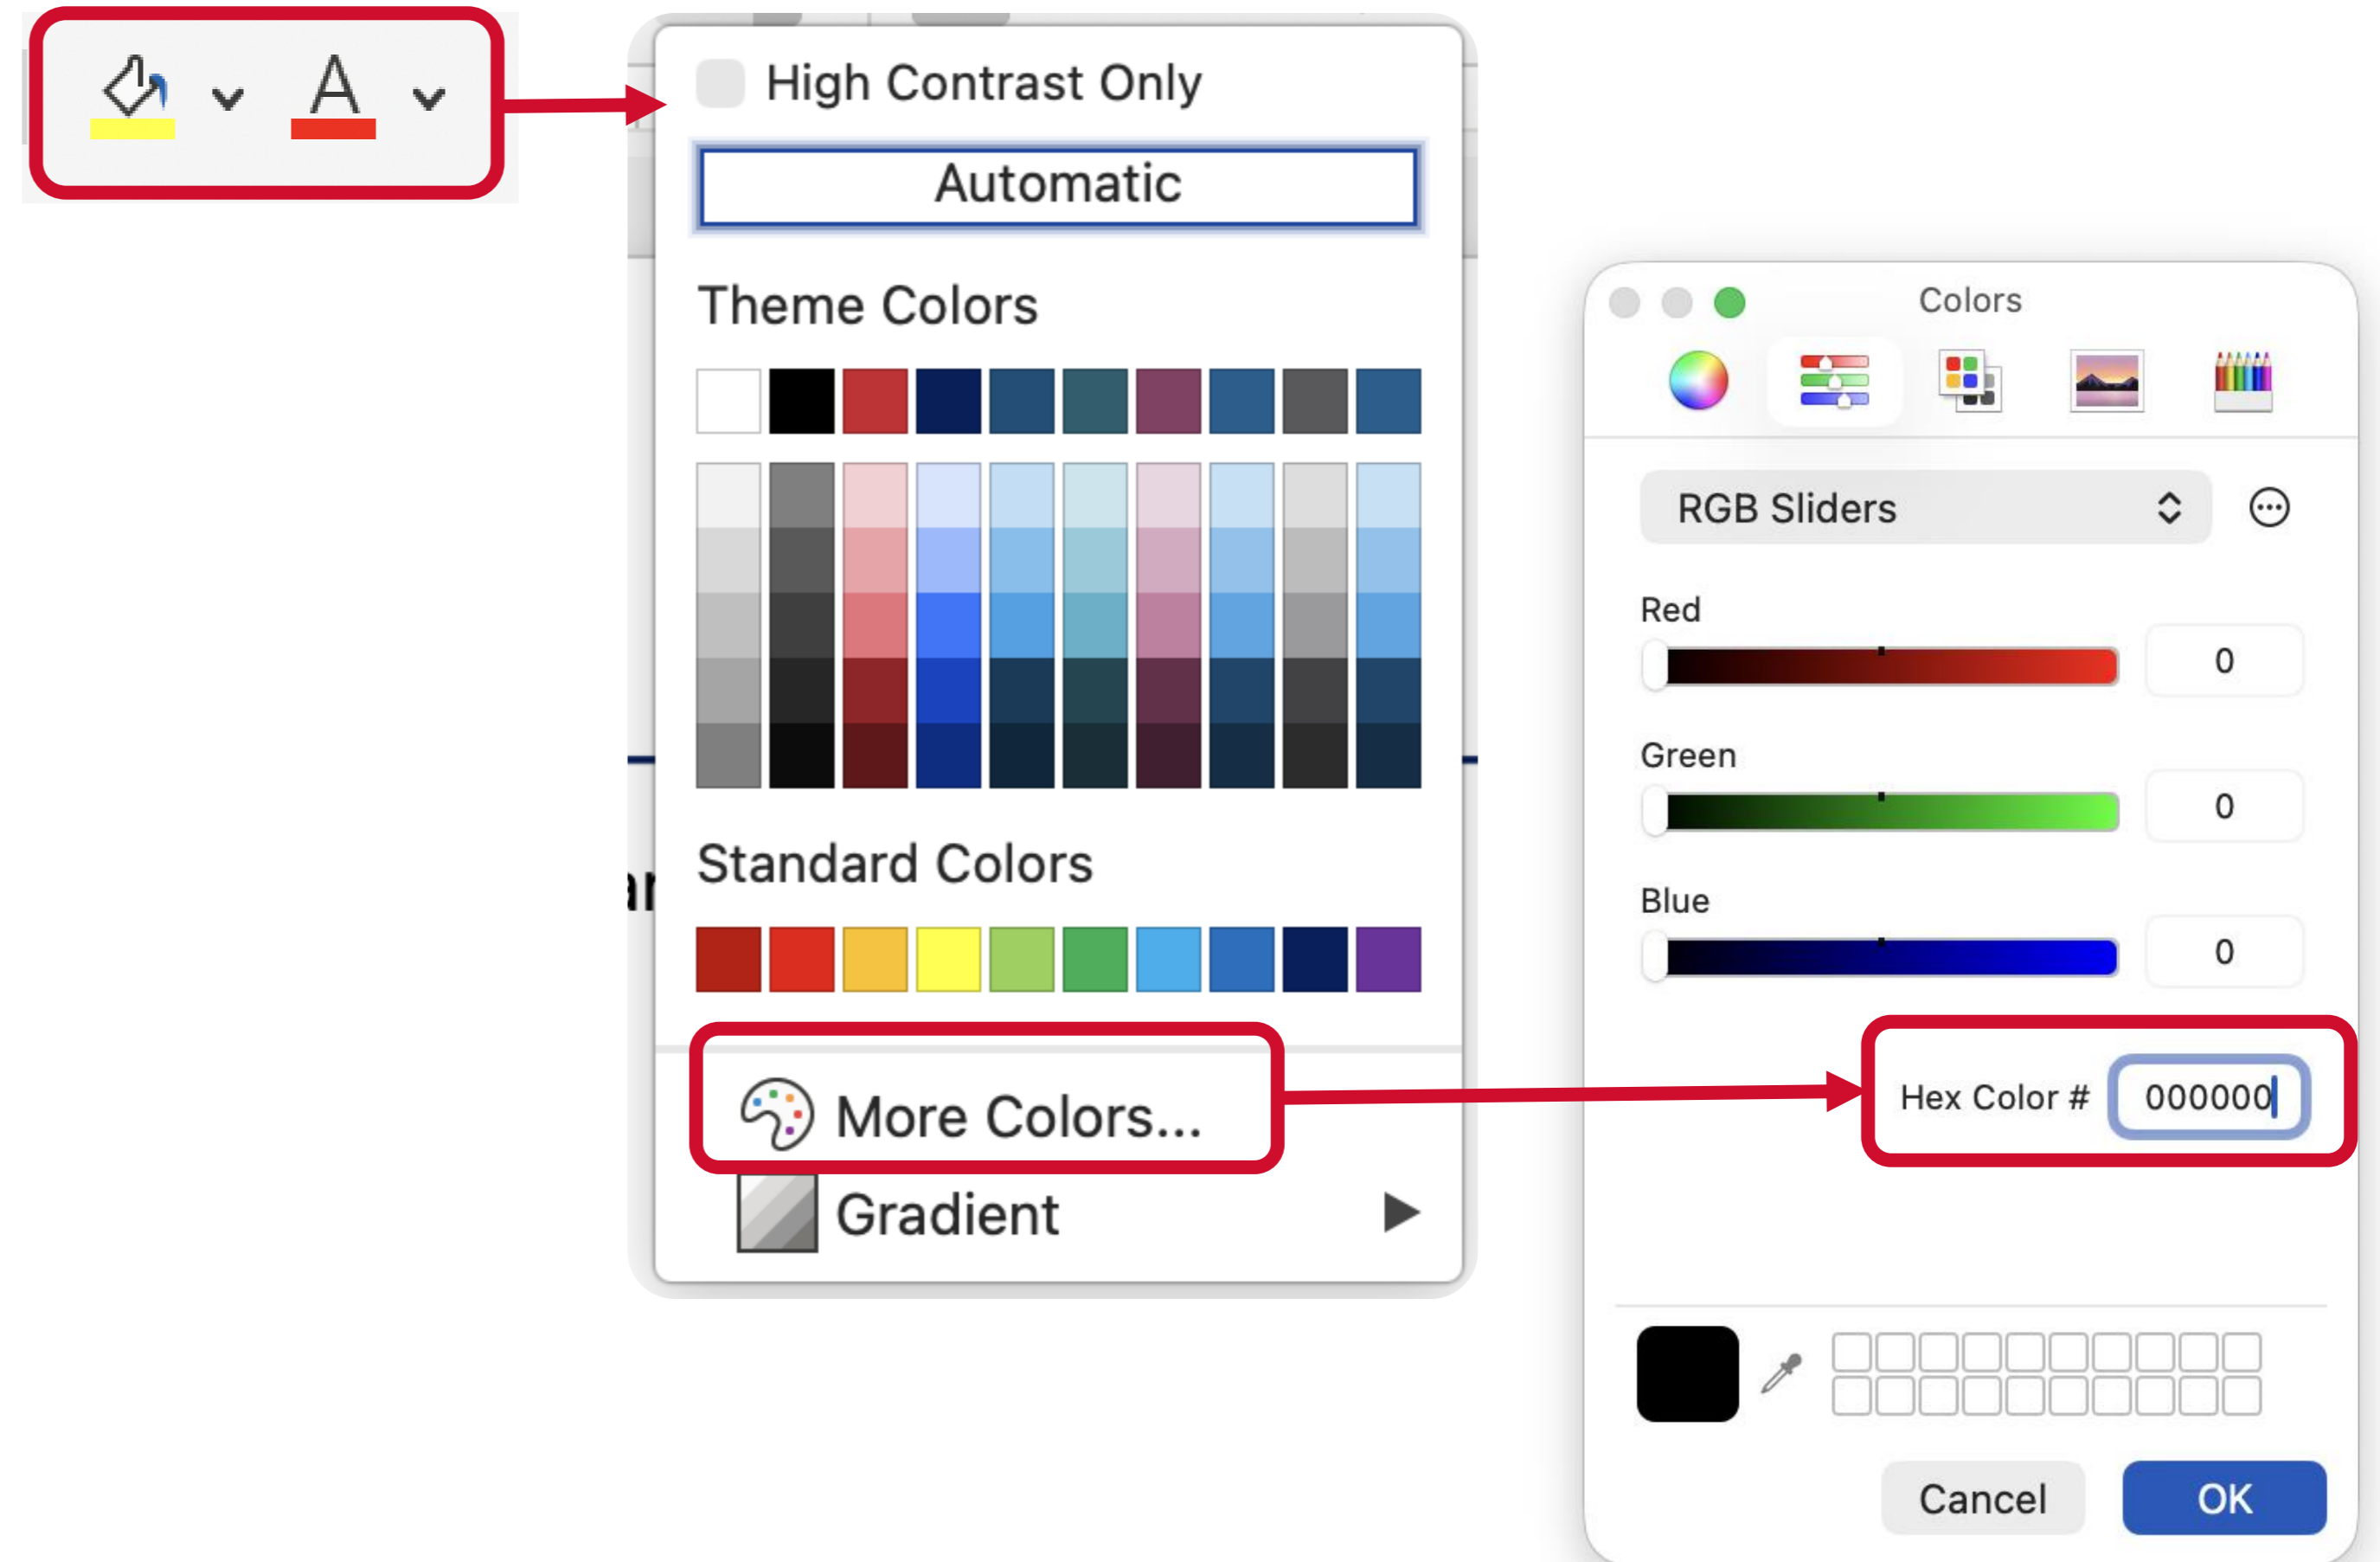 A
High Contrast Only
Automatic
Theme Colors
Standard Colors
ar
More Colors...
Gradient
Colors
RGB Sliders
Red
0
Green
0
Blue
0
Hex Color # 000000
Cancel
OK